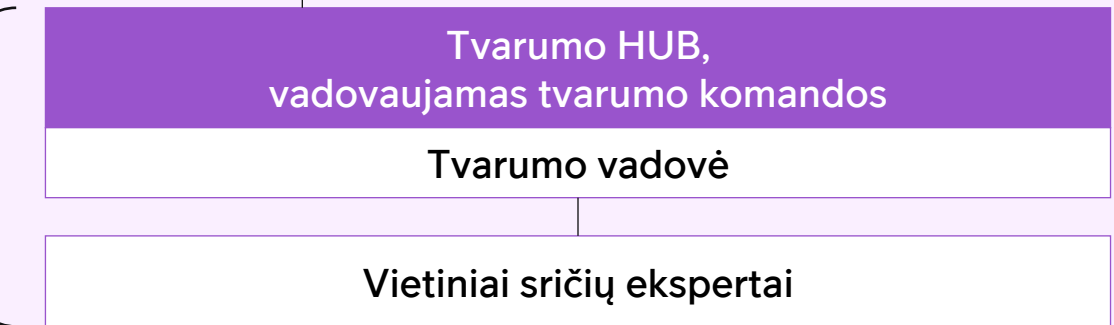 Tvarumo HUB,
vadovaujamas tvarumo komandos
Tvarumo vadovė
Vietiniai sričių ekspertai